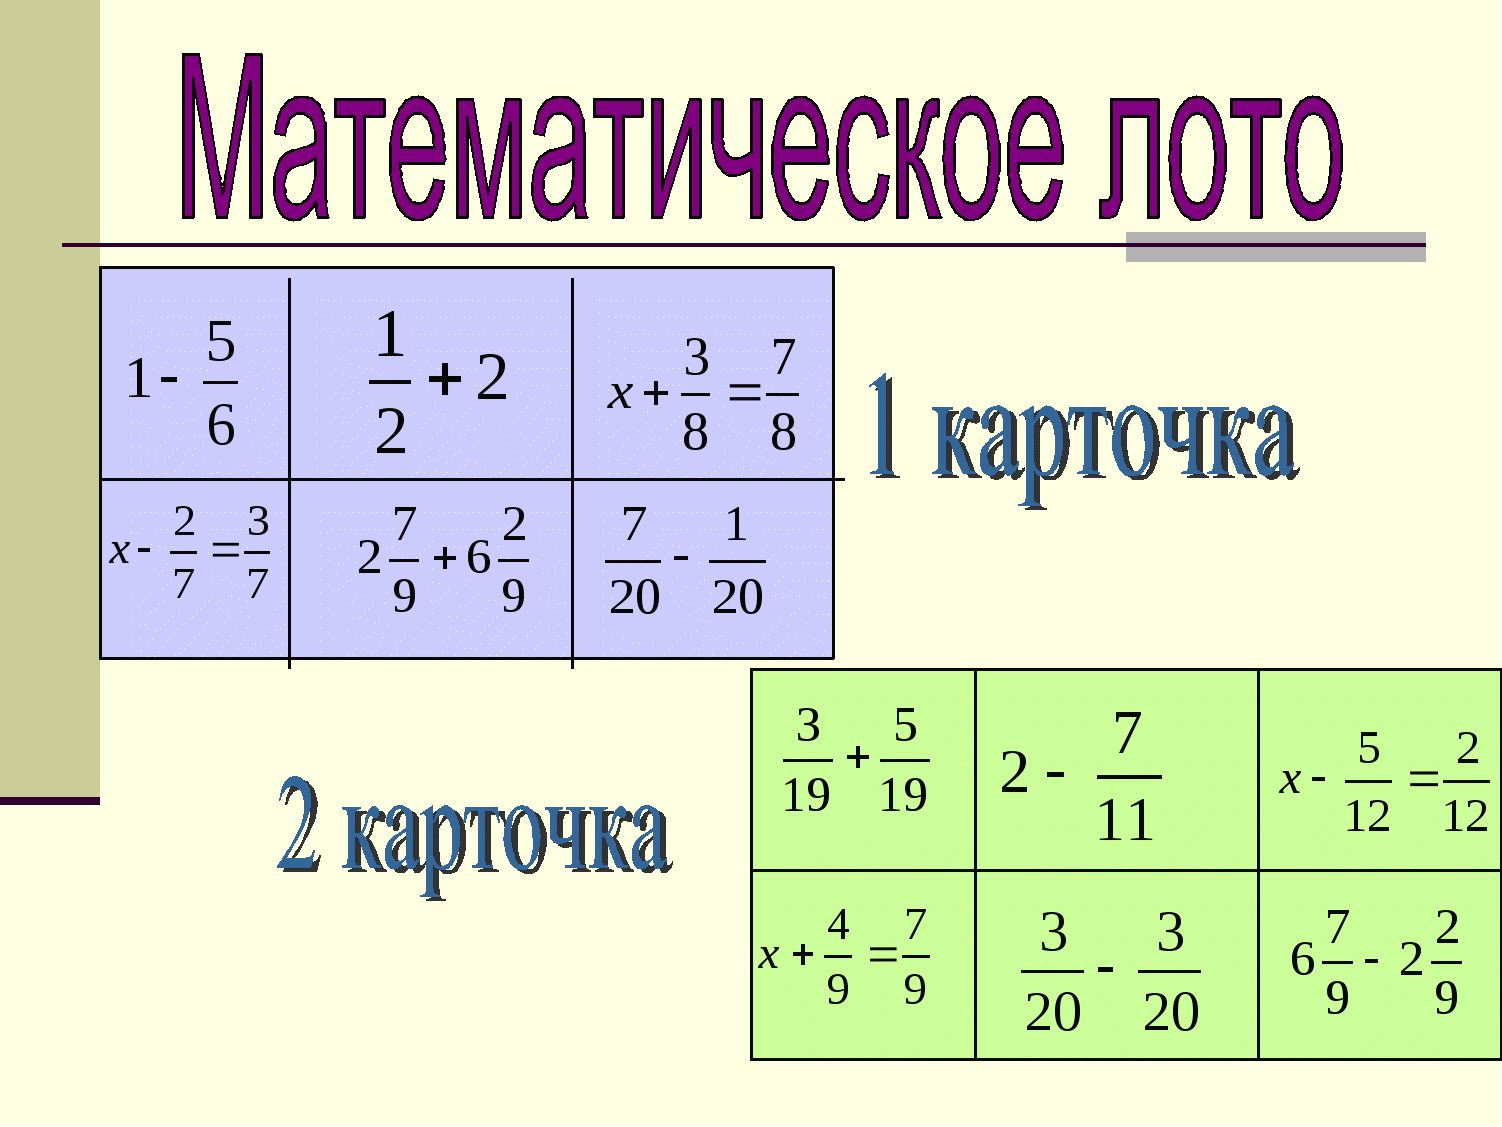 Математическое лото
1 - 5/6
1/2 + 2
x + 3/8 = 7/8
1 карточка
x - 2/7 = 3/7
2 7/9 + 6 2/9
7/20 - 1/20
3/19 + 5/19
2 - 7/11
x - 5/12 = 2/12
2 карточка
x + 4/9 = 7/9
3/20 - 3/20
6 7/9 - 2 2/9